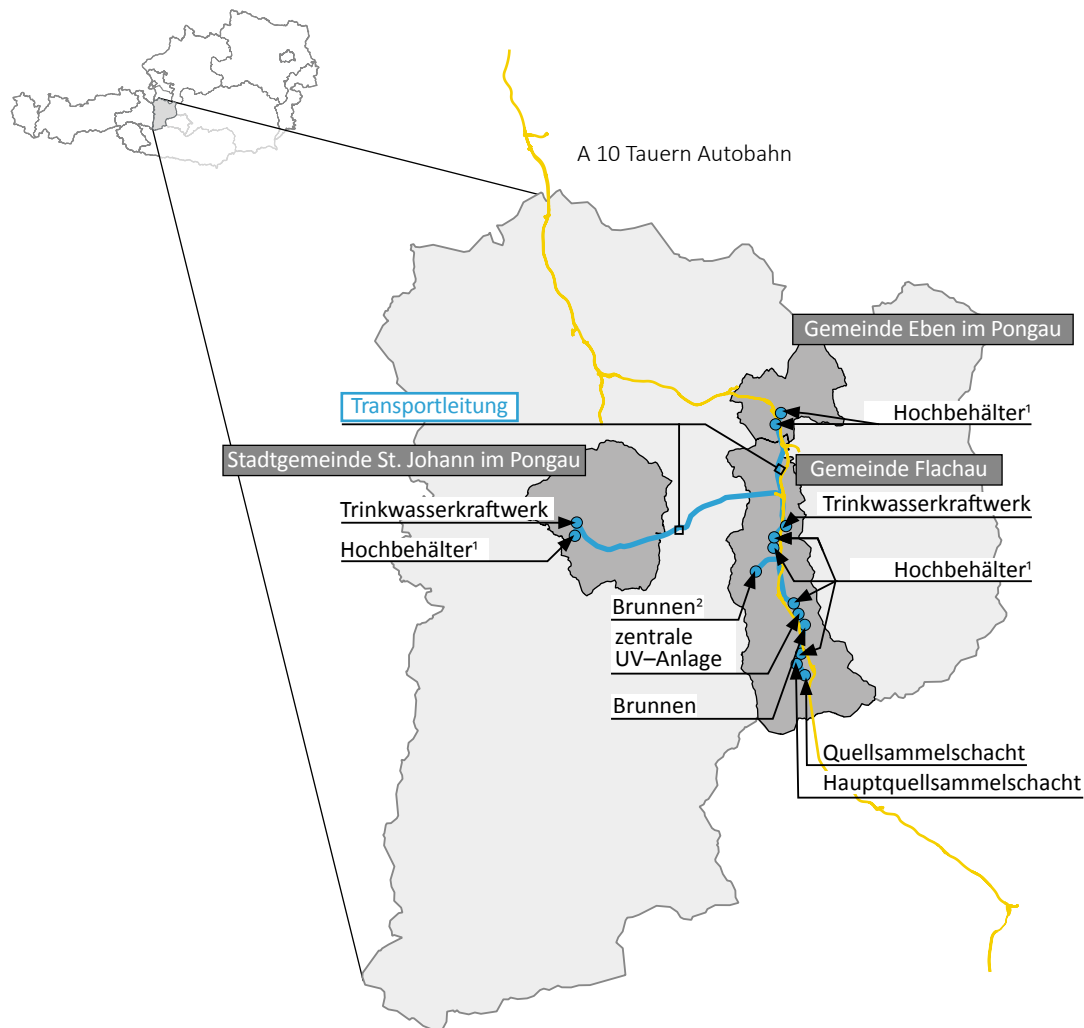 A 10 Tauern Autobahn
Gemeinde Eben im Pongau
Transportleitung
Hochbehälter¹
Stadtgemeinde St. Johann im Pongau
Gemeinde Flachau
Trinkwasserkraftwerk
Trinkwasserkraftwerk
Hochbehälter¹
Hochbehälter¹
Brunnen²
zentrale
UV–Anlage
Brunnen
Quellsammelschacht
Hauptquellsammelschacht